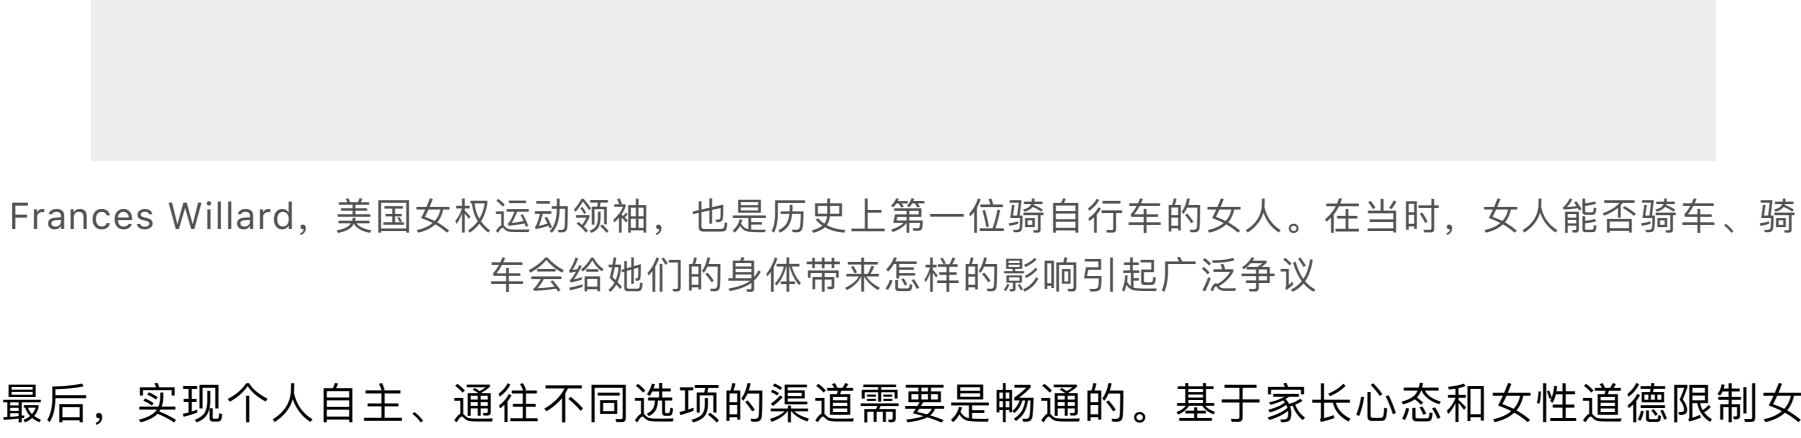 Frances Willard，美国女权运动领袖，也是历史上第一位骑自行车的女人。在当时，女人能否骑车、骑
车会给她们的身体带来怎样的影响引起广泛争议
最后，实现个人自主、通往不同选项的渠道需要是畅通的。基于家长心态和女性道德限制女